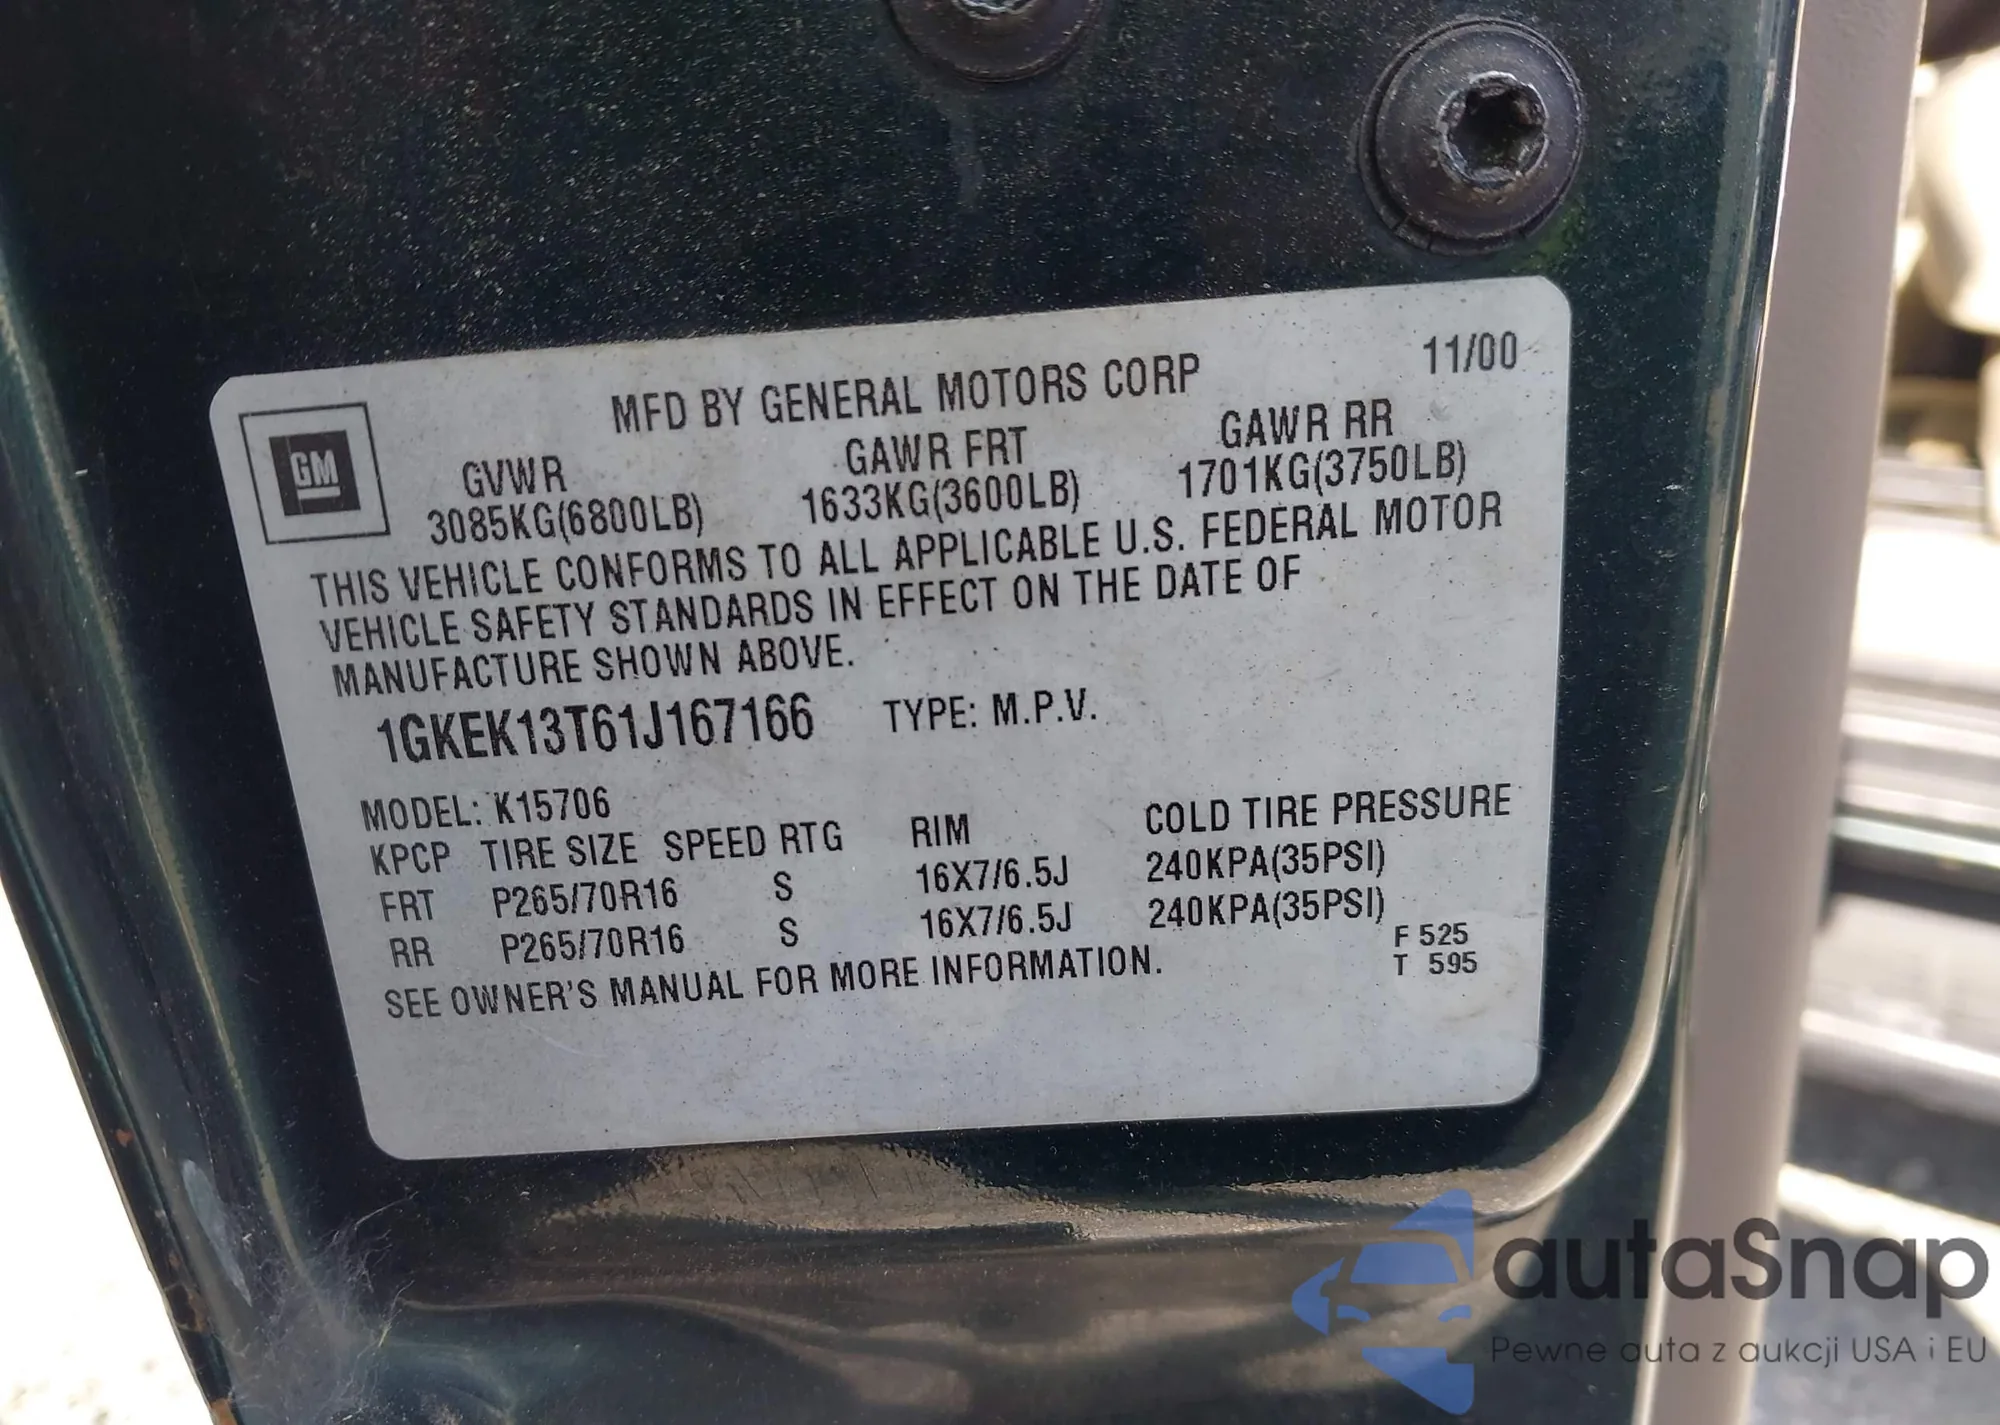 MFD BY GENERAL MOTORS CORP 11/00
GM
GVWR GAWR FRT GAWR RR
3085KG(6800LB) 1633KG(3600LB) 1701KG(3750LB)
THIS VEHICLE CONFORMS TO ALL APPLICABLE U.S. FEDERAL MOTOR
VEHICLE SAFETY STANDARDS IN EFFECT ON THE DATE OF
MANUFACTURE SHOWN ABOVE.
1GKEK13T61J167166 TYPE: M.P.V.
MODEL: K15706
KPCP TIRE SIZE SPEED RTG RIM COLD TIRE PRESSURE
FRT P265/70R16 S 16X7/6.5J 240KPA(35PSI)
RR P265/70R16 S 16X7/6.5J 240KPA(35PSI)
SEE OWNER'S MANUAL FOR MORE INFORMATION.
F 525
T 595
autaSnap
Pewne auta z aukcji USA i EU